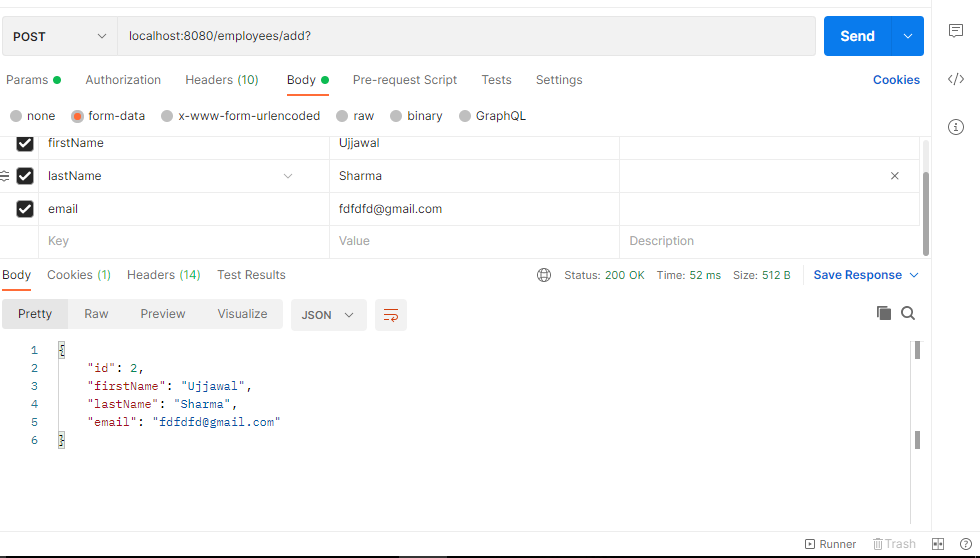 POST localhost:8080/employees/add? Send
Params Authorization Headers (10) Body Pre-request Script Tests Settings Cookies
none form-data x-www-form-urlencoded raw binary GraphQL
firstName Ujjawal
lastName Sharma
email fdfdfd@gmail.com
Key Value Description
Body Cookies (1) Headers (14) Test Results Status: 200 OK Time: 52 ms Size: 512 B Save Response
Pretty Raw Preview Visualize JSON
1 {
2 "id": 2,
3 "firstName": "Ujjawal",
4 "lastName": "Sharma",
5 "email": "fdfdfd@gmail.com"
6 }
Runner Trash